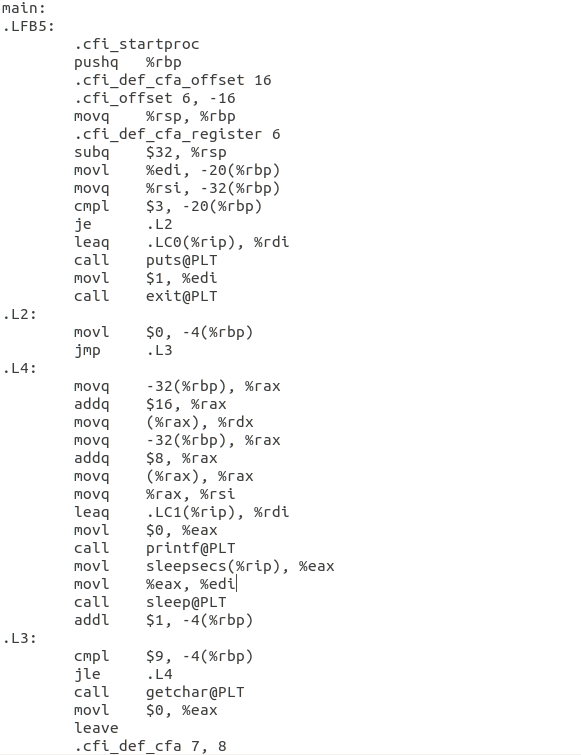 main:
.LFB5:
        .cfi_startproc
        pushq   %rbp
        .cfi_def_cfa_offset 16
        .cfi_offset 6, -16
        movq    %rsp, %rbp
        .cfi_def_cfa_register 6
        subq    $32, %rsp
        movl    %edi, -20(%rbp)
        movq    %rsi, -32(%rbp)
        cmpl    $3, -20(%rbp)
        je      .L2
        leaq    .LC0(%rip), %rdi
        call    puts@PLT
        movl    $1, %edi
        call    exit@PLT
.L2:
        movl    $0, -4(%rbp)
        jmp     .L3
.L4:
        movq    -32(%rbp), %rax
        addq    $16, %rax
        movq    (%rax), %rdx
        movq    -32(%rbp), %rax
        addq    $8, %rax
        movq    (%rax), %rax
        movq    %rax, %rsi
        leaq    .LC1(%rip), %rdi
        movl    $0, %eax
        call    printf@PLT
        movl    sleepsecs(%rip), %eax
        movl    %eax, %edi
        call    sleep@PLT
        addl    $1, -4(%rbp)
.L3:
        cmpl    $9, -4(%rbp)
        jle     .L4
        call    getchar@PLT
        movl    $0, %eax
        leave
        .cfi_def_cfa 7, 8